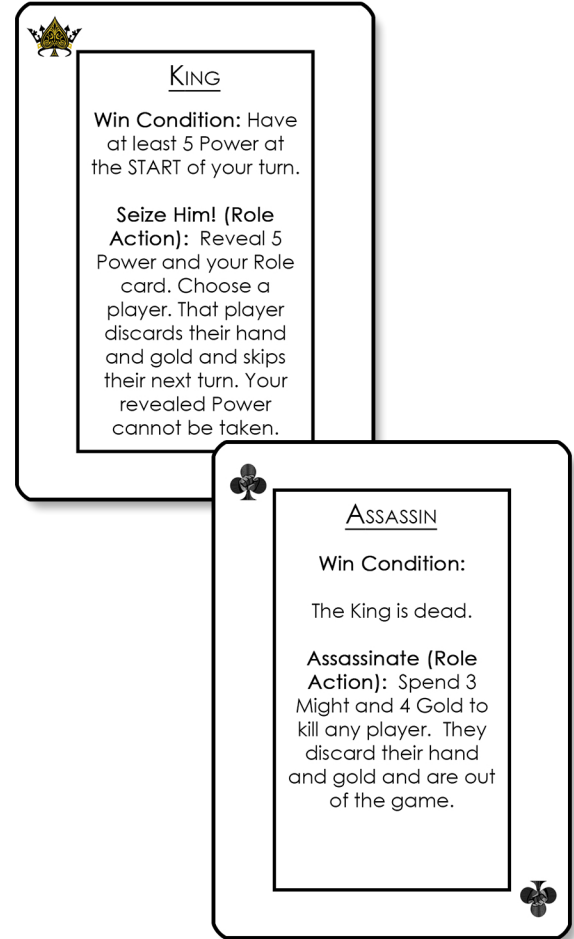 KING
Win Condition: Have
at least 5 Power at
the START of your turn.
Seize Him! (Role
Action): Reveal 5
Power and your Role
card. Choose a
player. That player
discards their hand
and gold and skips
their next turn. Your
revealed Power
cannot be taken.
ASSASSIN
Win Condition:
The King is dead.
Assassinate (Role
Action): Spend 3
Might and 4 Gold to
kill any player. They
discard their hand
and gold and are out
of the game.